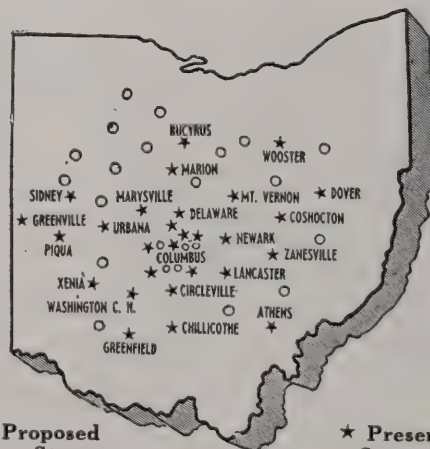 BUCYRUS
WOOSTER
MARION
SIDNEY
MARYSVILLE
MT. VERNON
DOVER
GREENVILLE
URBANA
DELAWARE
COSHOCTON
PIQUA
NEWARK
COLUMBUS
ZANESVILLE
XENIA
LANCASTER
WASHINGTON C. H.
CIRCLEVILLE
ATHENS
GREENFIELD
CHILLICOTHE
Proposed
★ Presen